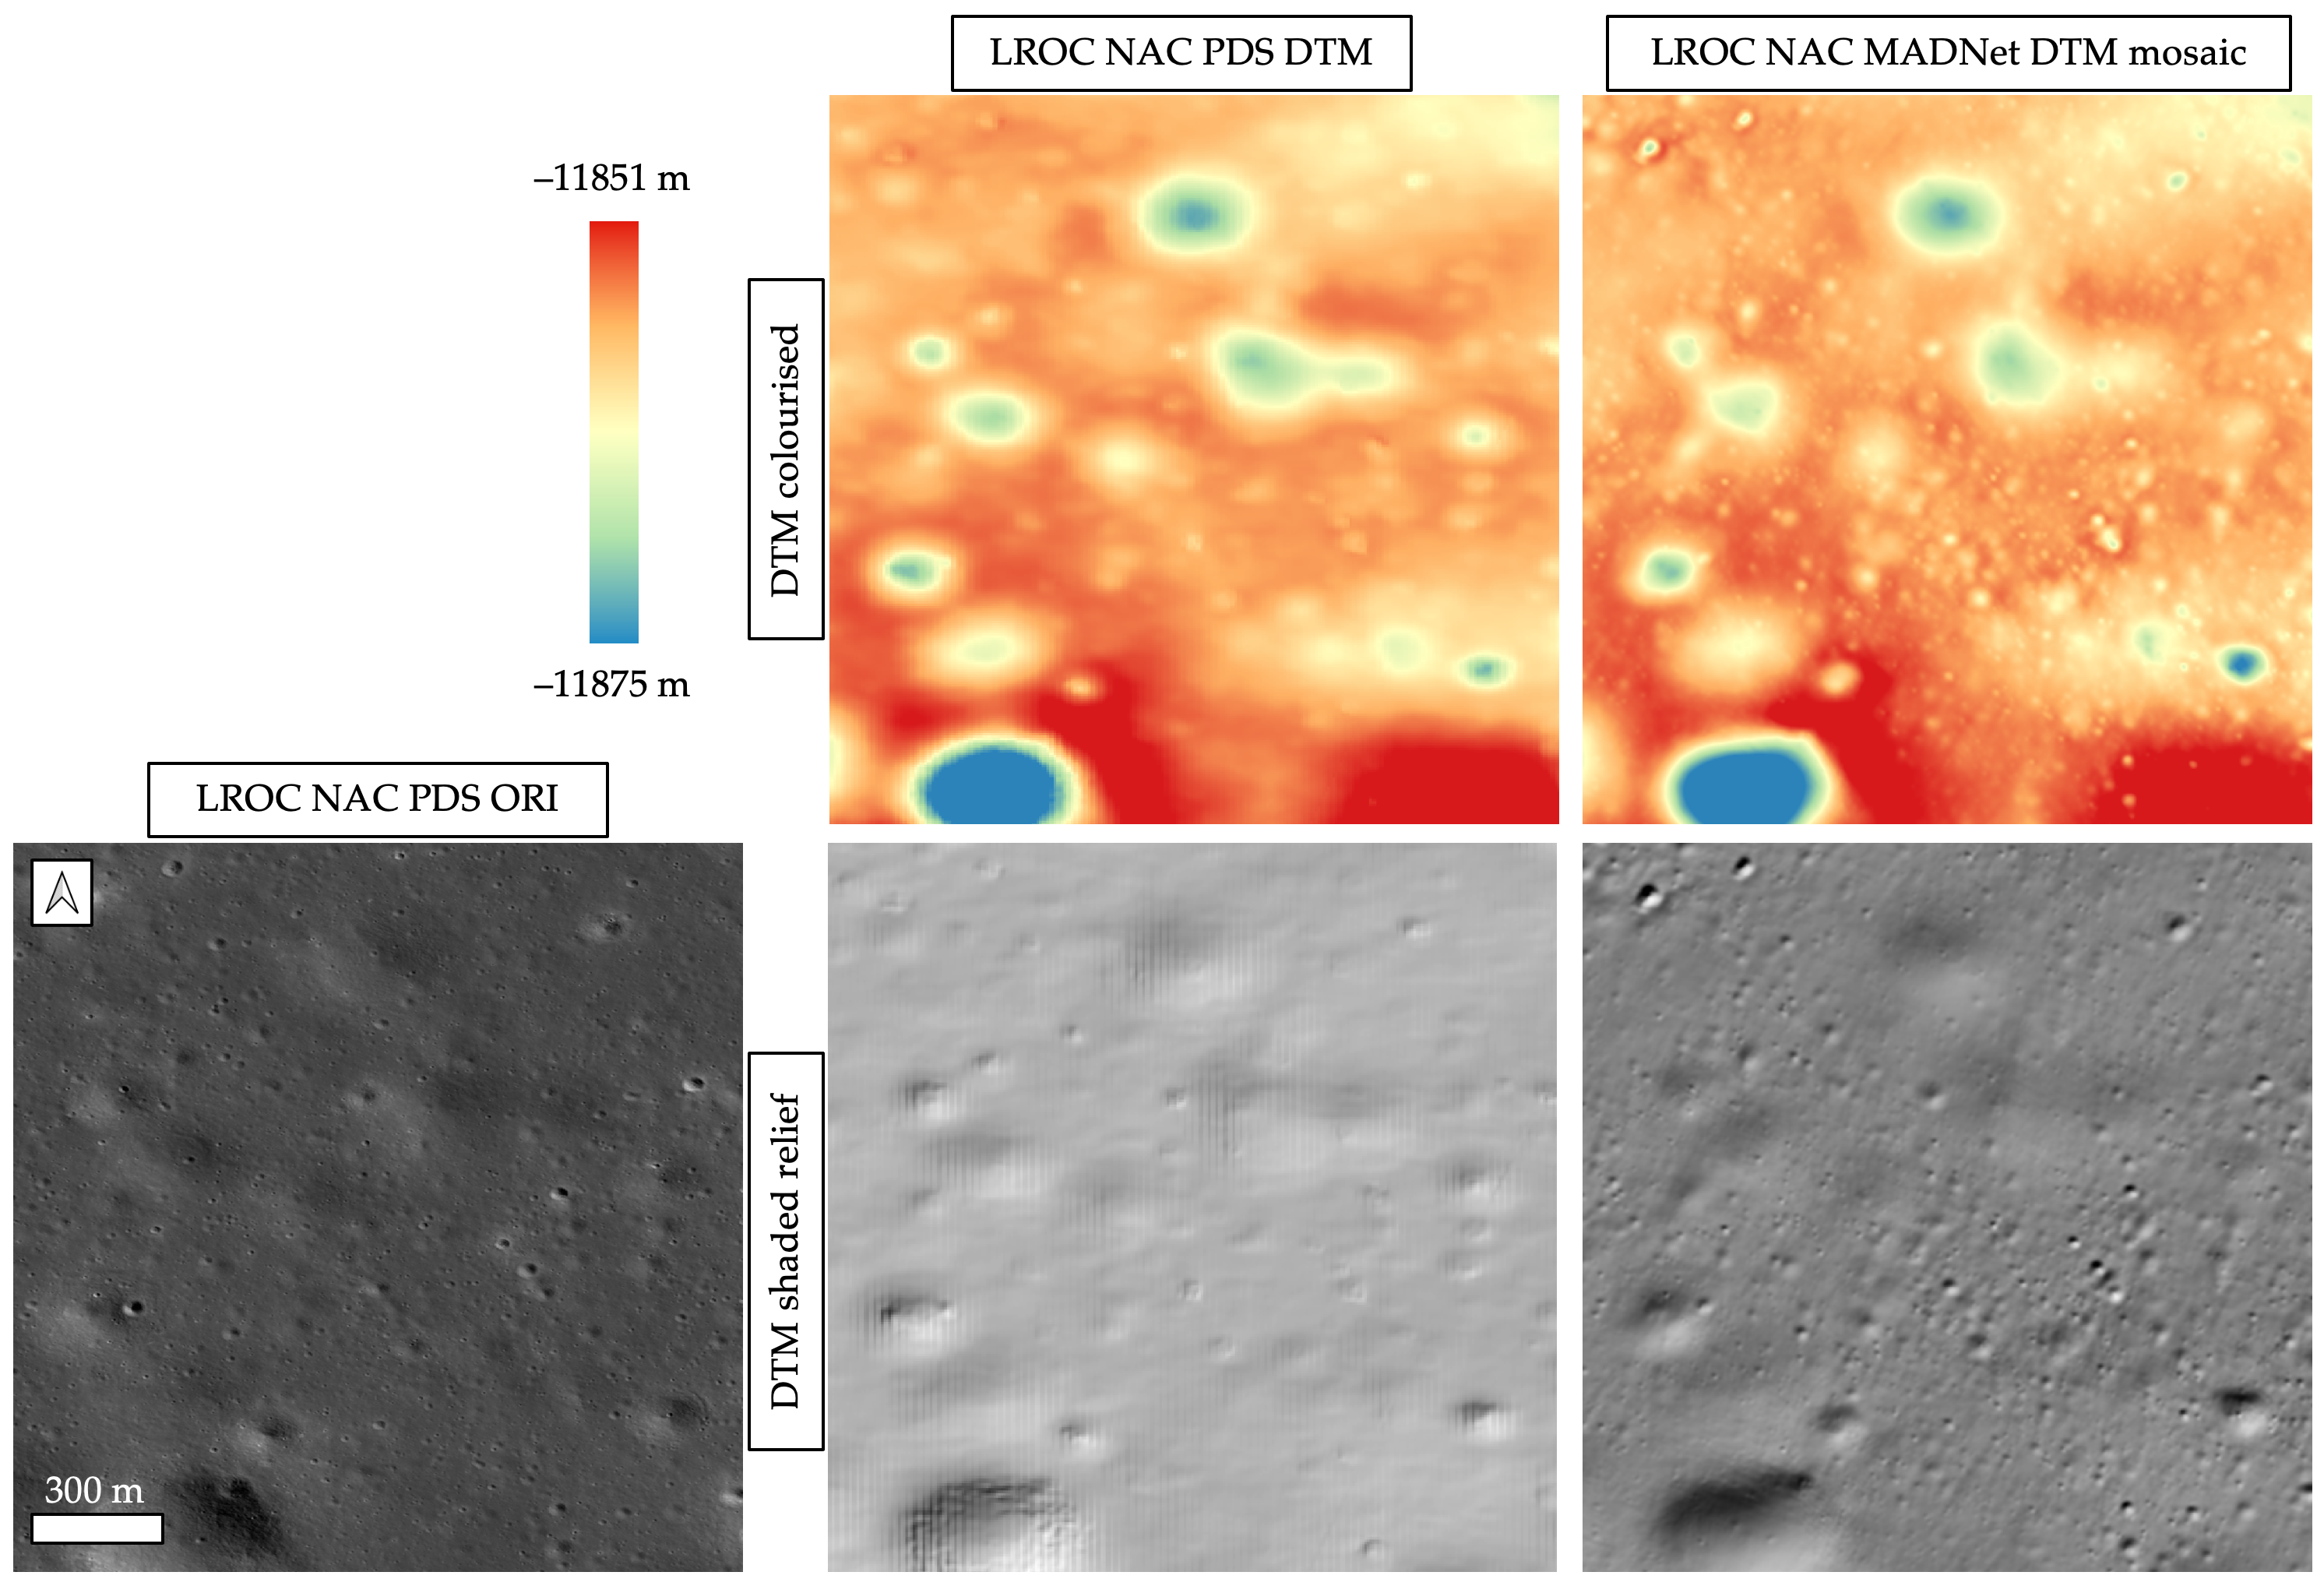 LROC NAC PDS DTM
LROC NAC MADNet DTM mosaic
–11851 m
DTM colourised
–11875 m
LROC NAC PDS ORI
DTM shaded relief
300 m